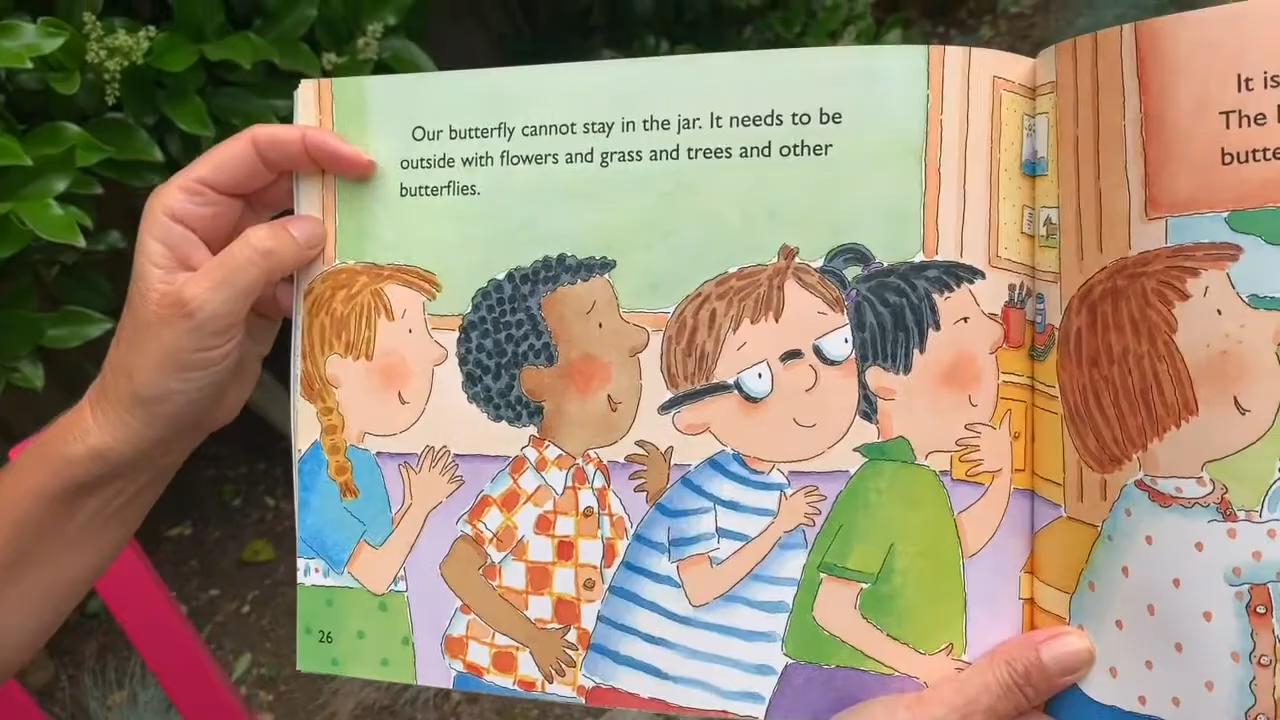 Our butterfly cannot stay in the jar. It needs to be
outside with flowers and grass and trees and other
butterflies.
26
It is
The